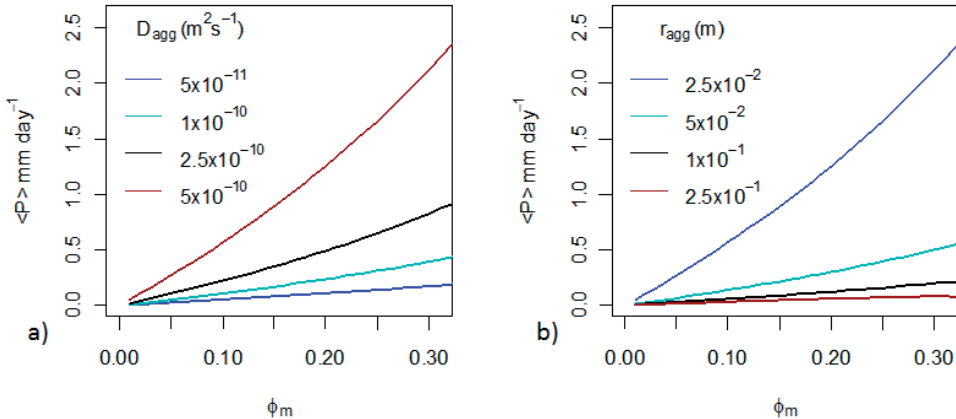 D_agg (m²s⁻¹)
5x10⁻¹¹
1x10⁻¹⁰
2.5x10⁻¹⁰
5x10⁻¹⁰
<P> mm day⁻¹
0.0 0.5 1.0 1.5 2.0 2.5
0.00 0.10 0.20 0.30
ϕm
a)
r_agg (m)
2.5x10⁻²
5x10⁻²
1x10⁻¹
2.5x10⁻¹
<P> mm day⁻¹
0.0 0.5 1.0 1.5 2.0 2.5
0.00 0.10 0.20 0.30
ϕm
b)